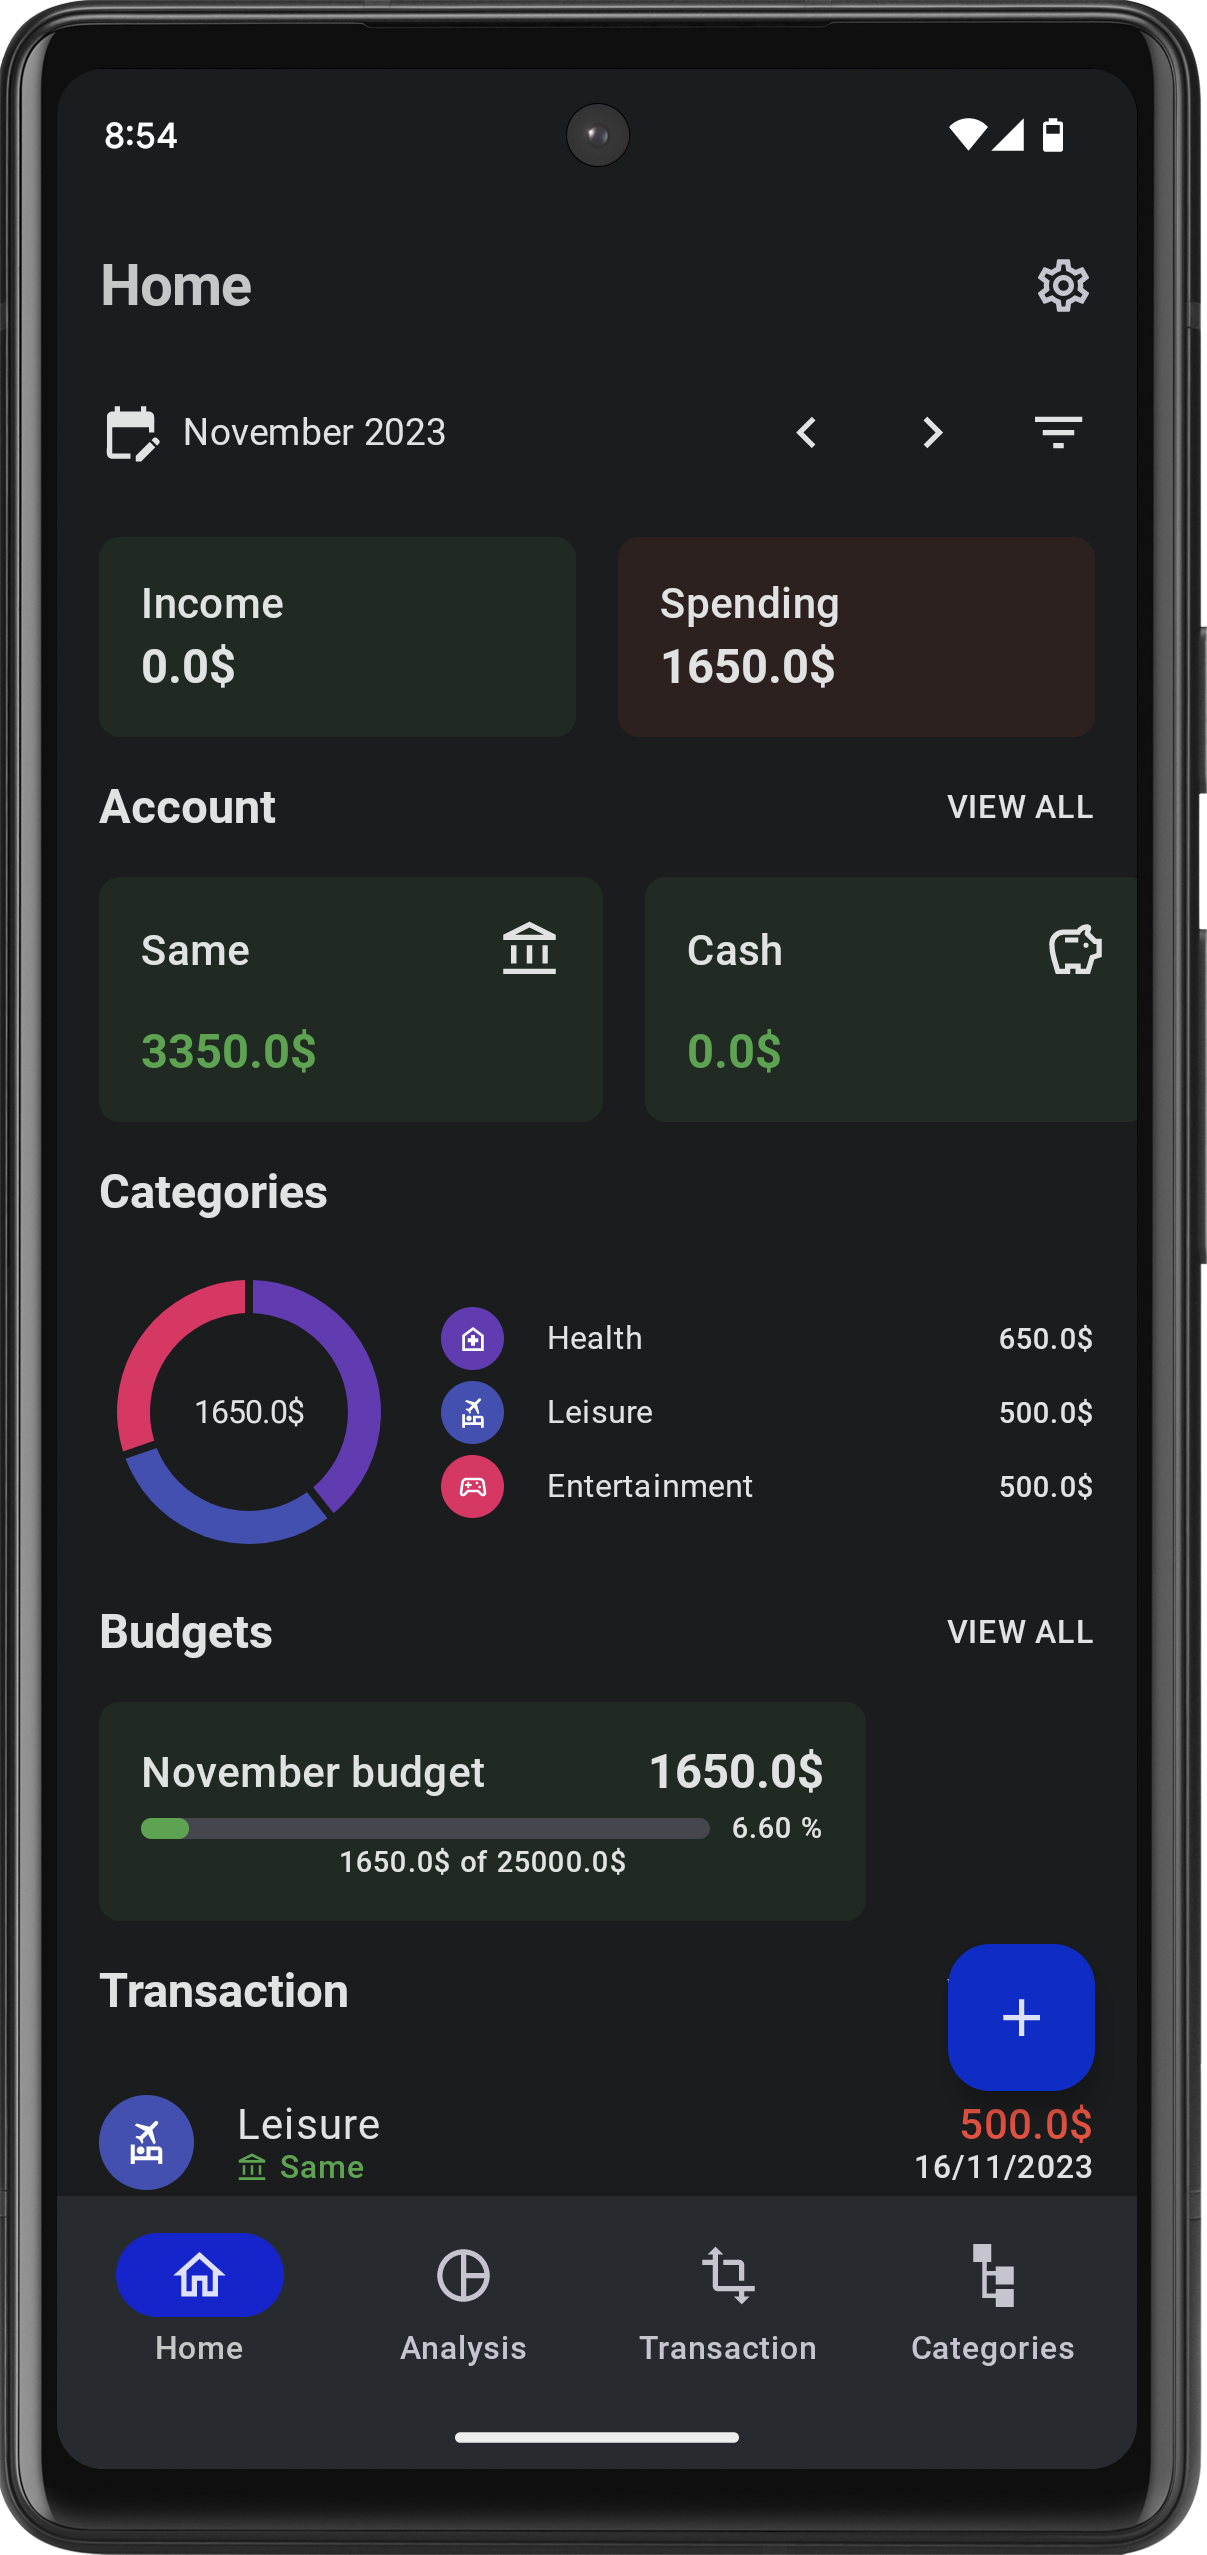 8:54
Home
November 2023
Income
0.0$
Spending
1650.0$
Account
VIEW ALL
Same
3350.0$
Cash
0.0$
Categories
1650.0$
Health
650.0$
Leisure
500.0$
Entertainment
500.0$
Budgets
VIEW ALL
November budget
1650.0$
6.60 %
1650.0$ of 25000.0$
Transaction
Leisure
500.0$
Same
16/11/2023
Home
Analysis
Transaction
Categories